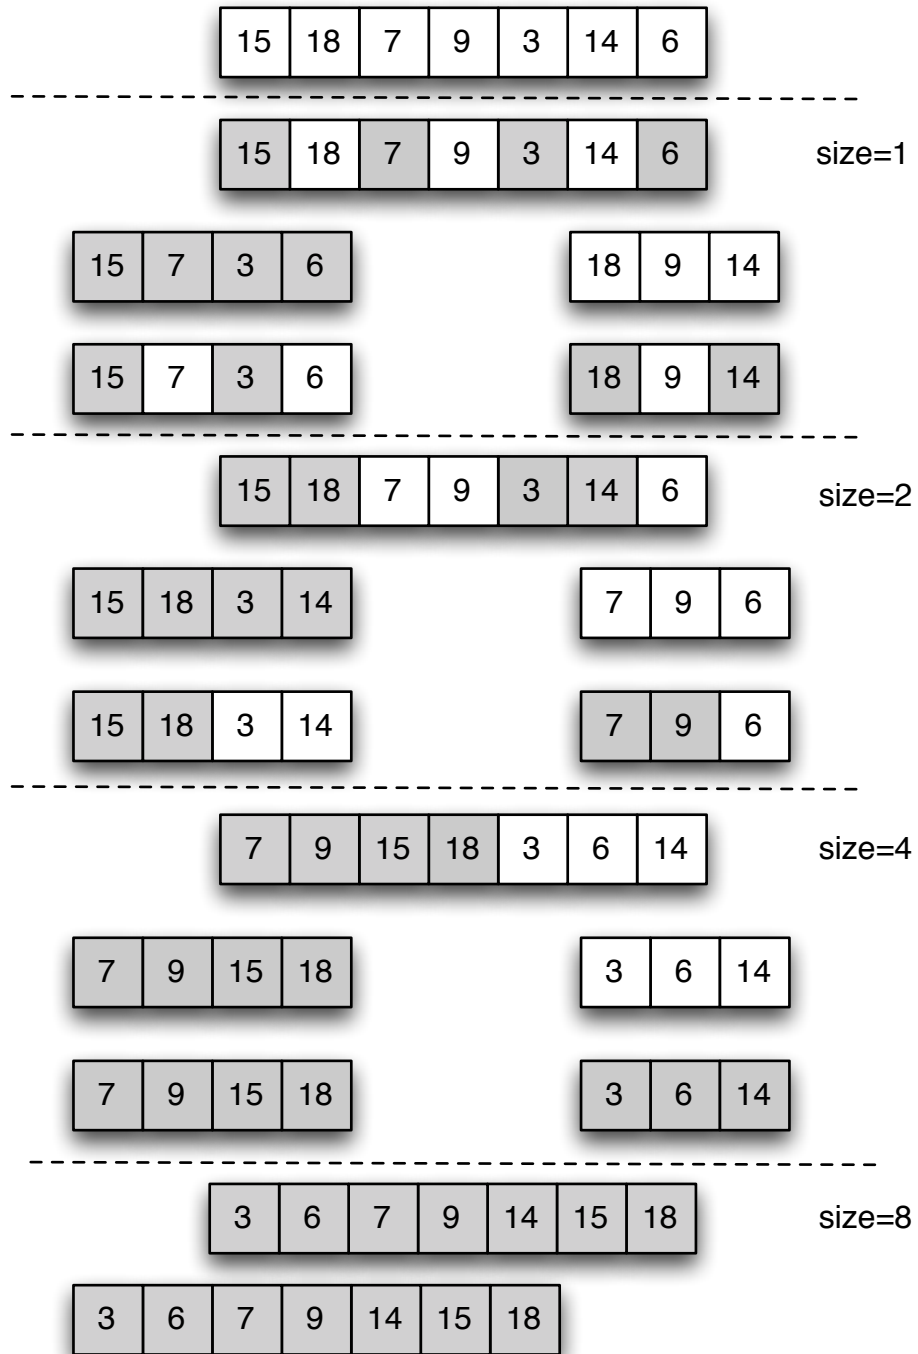 15 18 7 9 3 14 6
15 18 7 9 3 14 6 size=1
15 7 3 6 18 9 14
15 7 3 6 18 9 14
15 18 7 9 3 14 6 size=2
15 18 3 14 7 9 6
15 18 3 14 7 9 6
7 9 15 18 3 6 14 size=4
7 9 15 18 3 6 14
7 9 15 18 3 6 14
3 6 7 9 14 15 18 size=8
3 6 7 9 14 15 18